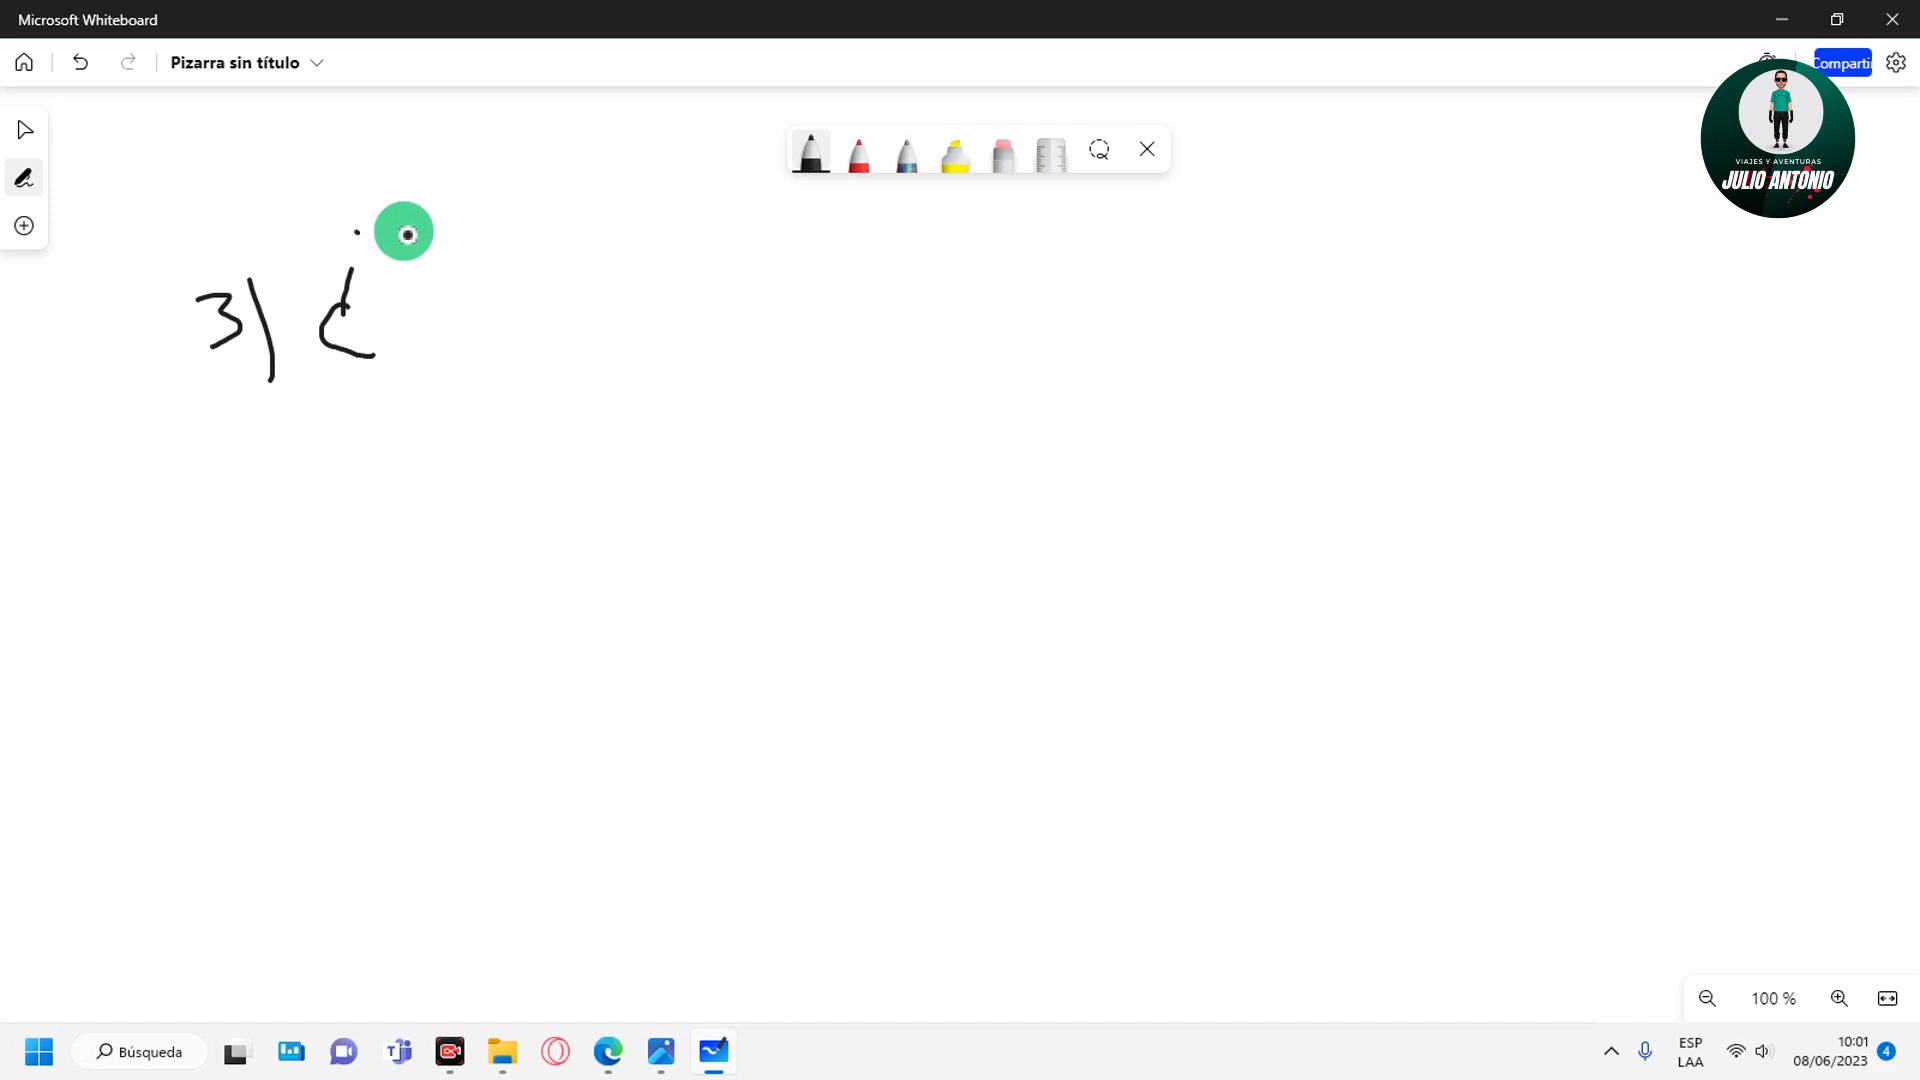 Microsoft Whiteboard
Pizarra sin título
Comparti
VIAJES Y AVENTURAS
JULIO ANTONIO
3) ¿
100 %
Búsqueda
ESP
LAA
10:01
08/06/2023
4